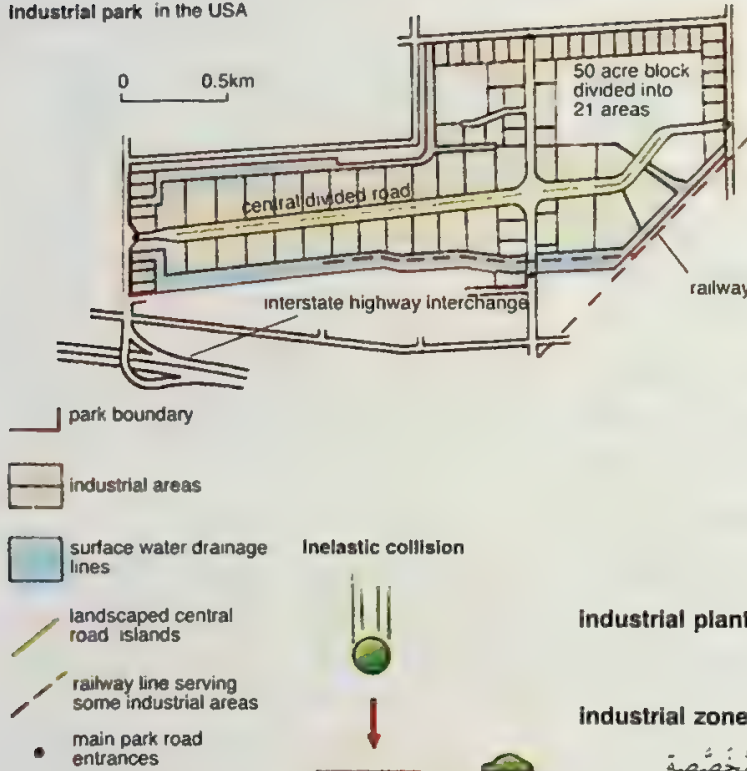 industrial park in the USA
0 0.5km
50 acre block
divided into
21 areas
central divided road
railway
interstate highway interchange
park boundary
industrial areas
surface water drainage
lines
landscaped central
road islands
railway line serving
some industrial areas
main park road
entrances
inelastic collision
industrial plant
industrial zone